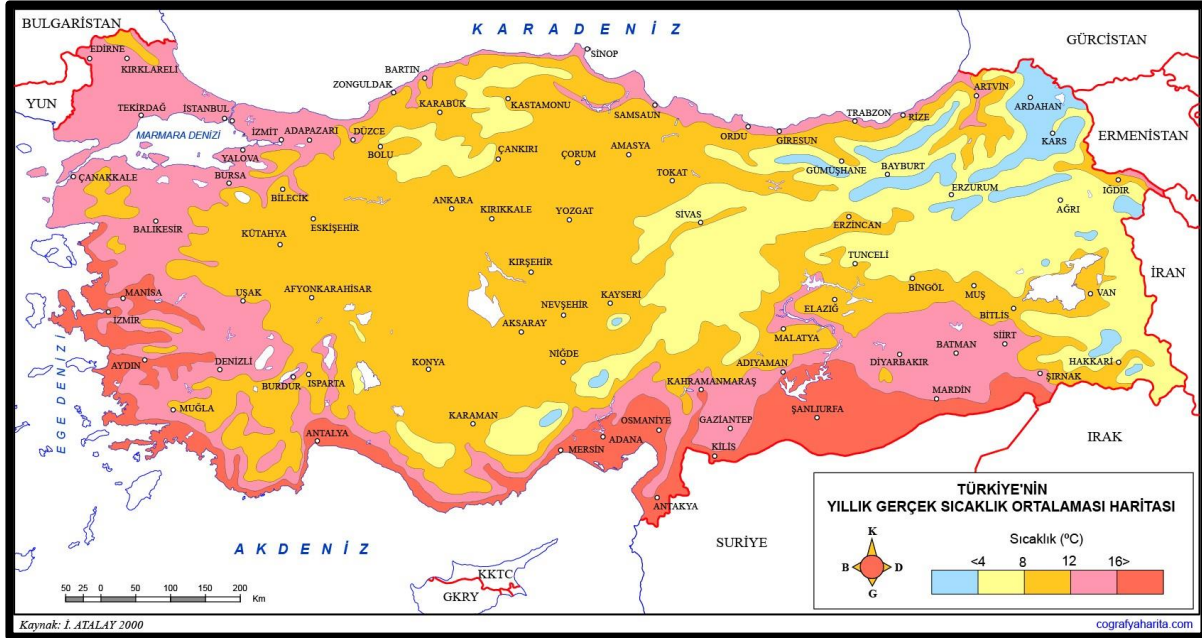 BULGARİSTAN
K A R A D E N İ Z
GÜRCİSTAN
EDİRNE
KIRKLARELİ
SİNOP
YUN
BARTIN
ZONGULDAK
ARTVİN
ARDAHAN
TEKİRDAĞ
İSTANBUL
KARABÜK
KASTAMONU
SAMSAUN
TRABZON
RİZE
ERMENİSTAN
MARMARA DENİZİ
İZMİT
ADAPAZARI
DÜZCE
ORDU
GİRESUN
KARS
YALOVA
BOLU
ÇANKIRI
ÇORUM
AMASYA
GÜMÜŞHANE
BAYBURT
ÇANAKKALE
BURSA
BİLECİK
TOKAT
ERZURUM
IĞDIR
ANKARA
KIRIKKALE
YOZGAT
SİVAS
AĞRI
BALIKESİR
ESKİŞEHİR
KÜTAHYA
ERZİNCAN
KIRŞEHİR
TUNCELİ
İRAN
MANİSA
UŞAK
AFYONKARAHİSAR
NEVŞEHİR
KAYSERİ
ELAZIĞ
BİNGÖL
MUŞ
VAN
İZMİR
AKSARAY
BİTLİS
MALATYA
SİİRT
EGE DENİZİ
AYDIN
DENİZLİ
KONYA
NİĞDE
ADIYAMAN
DİYARBAKIR
BATMAN
HAKKARİ
BURDUR
ISPARTA
KAHRAMANMARAŞ
ŞIRNAK
MARDİN
MUĞLA
KARAMAN
OSMANİYE
ŞANLIURFA
ANTALYA
ADANA
GAZİANTEP
MERSİN
KİLİS
IRAK
ANTAKYA
SURİYE
A K D E N İ Z
KKTC
GKRY
TÜRKİYE'NİN
YILLIK GERÇEK SICAKLIK ORTALAMASI HARİTASI
K
B
D
G
Sıcaklık (ºC)
<4 8 12 16>
50 25 0 50 100 150 200
Km
Kaynak: İ. ATALAY 2000
cografyaharita.com